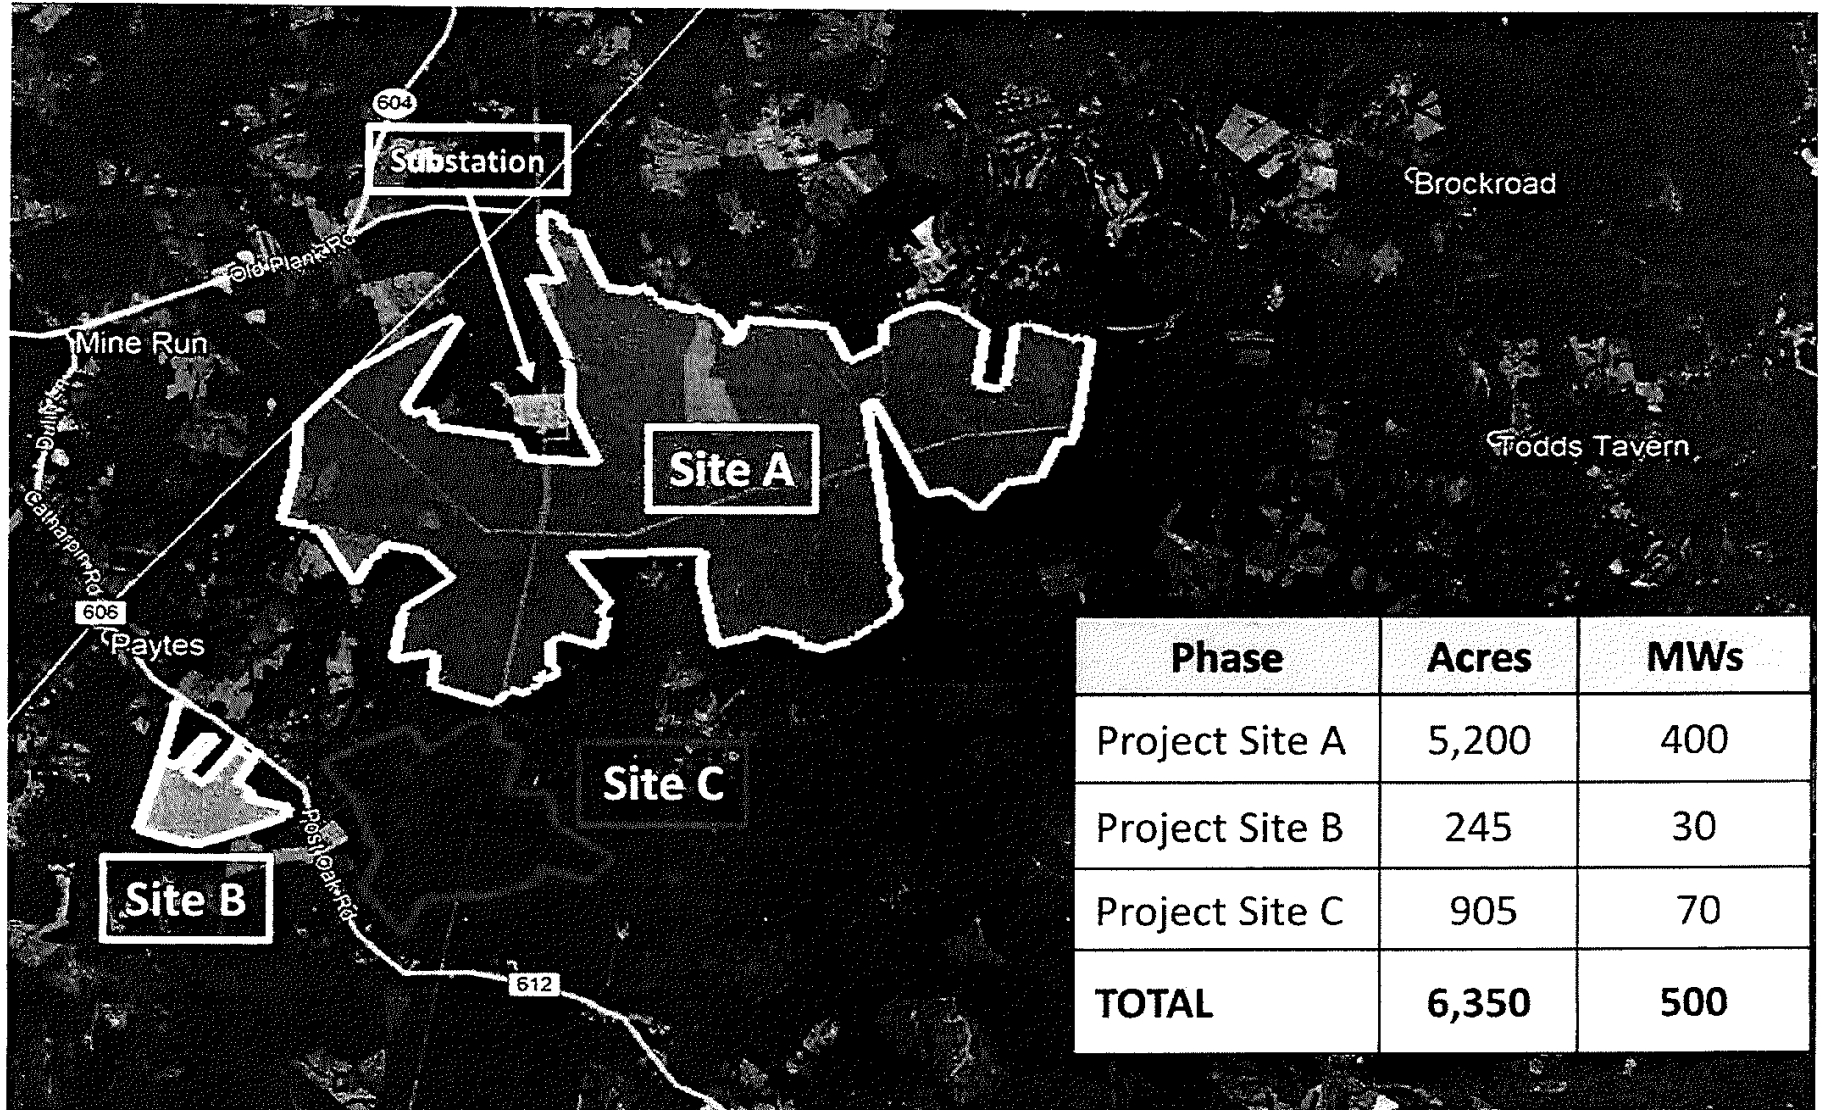 604
Substation
Brockroad
Old Plank Rd
Mine Run
Todds Tavern
Site A
Catharpin Rd
606
Paytes
Site C
Post Oak Rd
Site B
612
Phase Acres MWs
Project Site A 5,200 400
Project Site B 245 30
Project Site C 905 70
TOTAL 6,350 500